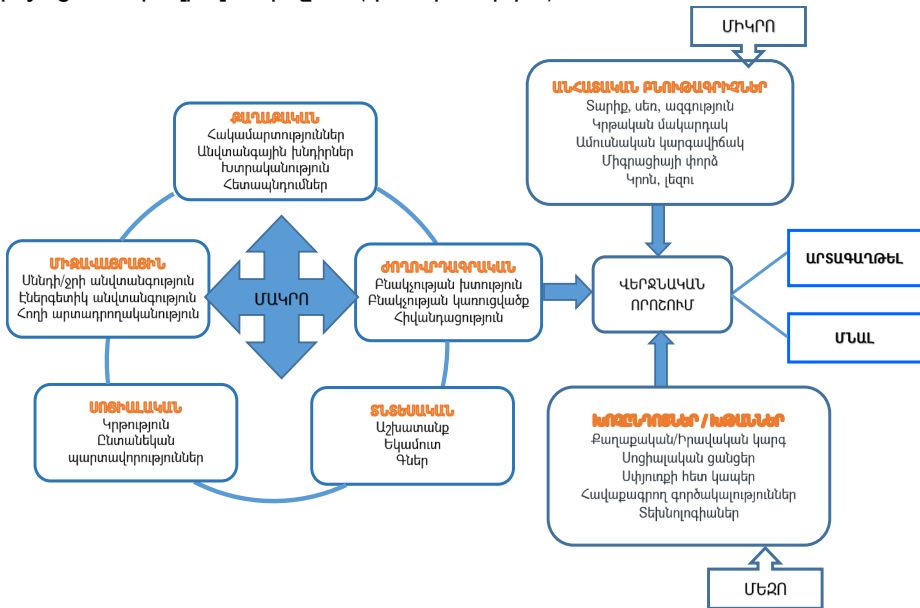 ՄԻԿՐՈ
ԱՆՀԱՏԱԿԱՆ ԲՆՈՒԹԱԳՐԻՉՆԵՐ
Տարիք, սեռ, ազգություն
Կրթական մակարդակ
Ամուսնական կարգավիճակ
Միգրացիայի փորձ
Կրոն, լեզու
ՔԱՂԱՔԱԿԱՆ
Հակամարտություններ
Անվտանգային խնդիրներ
Խտրականություն
Հետապնդումներ
ՄԻՋԱՎԱՅՐԱՅԻՆ
Սննդի/ջրի անվտանգություն
Էներգետիկ անվտանգություն
Հողի արտադրողականություն
ՄԱԿՐՈ
ԺՈՂՈՎՐԴԱԳՐԱԿԱՆ
Բնակչության խտություն
Բնակչության կառուցվածք
Հիվանդացություն
ՎԵՐՋՆԱԿԱՆ
ՈՐՈՇՈՒՄ
ԱՐՏԱԳԱՂԹԵԼ
ՄՆԱԼ
ՍՈՑԻԱԼԱԿԱՆ
Կրթություն
Ընտանեկան
պարտավորություններ
ՏՆՏԵՍԱԿԱՆ
Աշխատանք
Եկամուտ
Գներ
ԽՈՉԸՆԴՈՏՆԵՐ / ԽԹԱՆՆԵՐ
Քաղաքական/Իրավական կարգ
Սոցիալական ցանցեր
Սփյուռքի հետ կապեր
Հավաքագրող գործակալություններ
Տեխնոլոգիաներ
ՄԵԶՈ